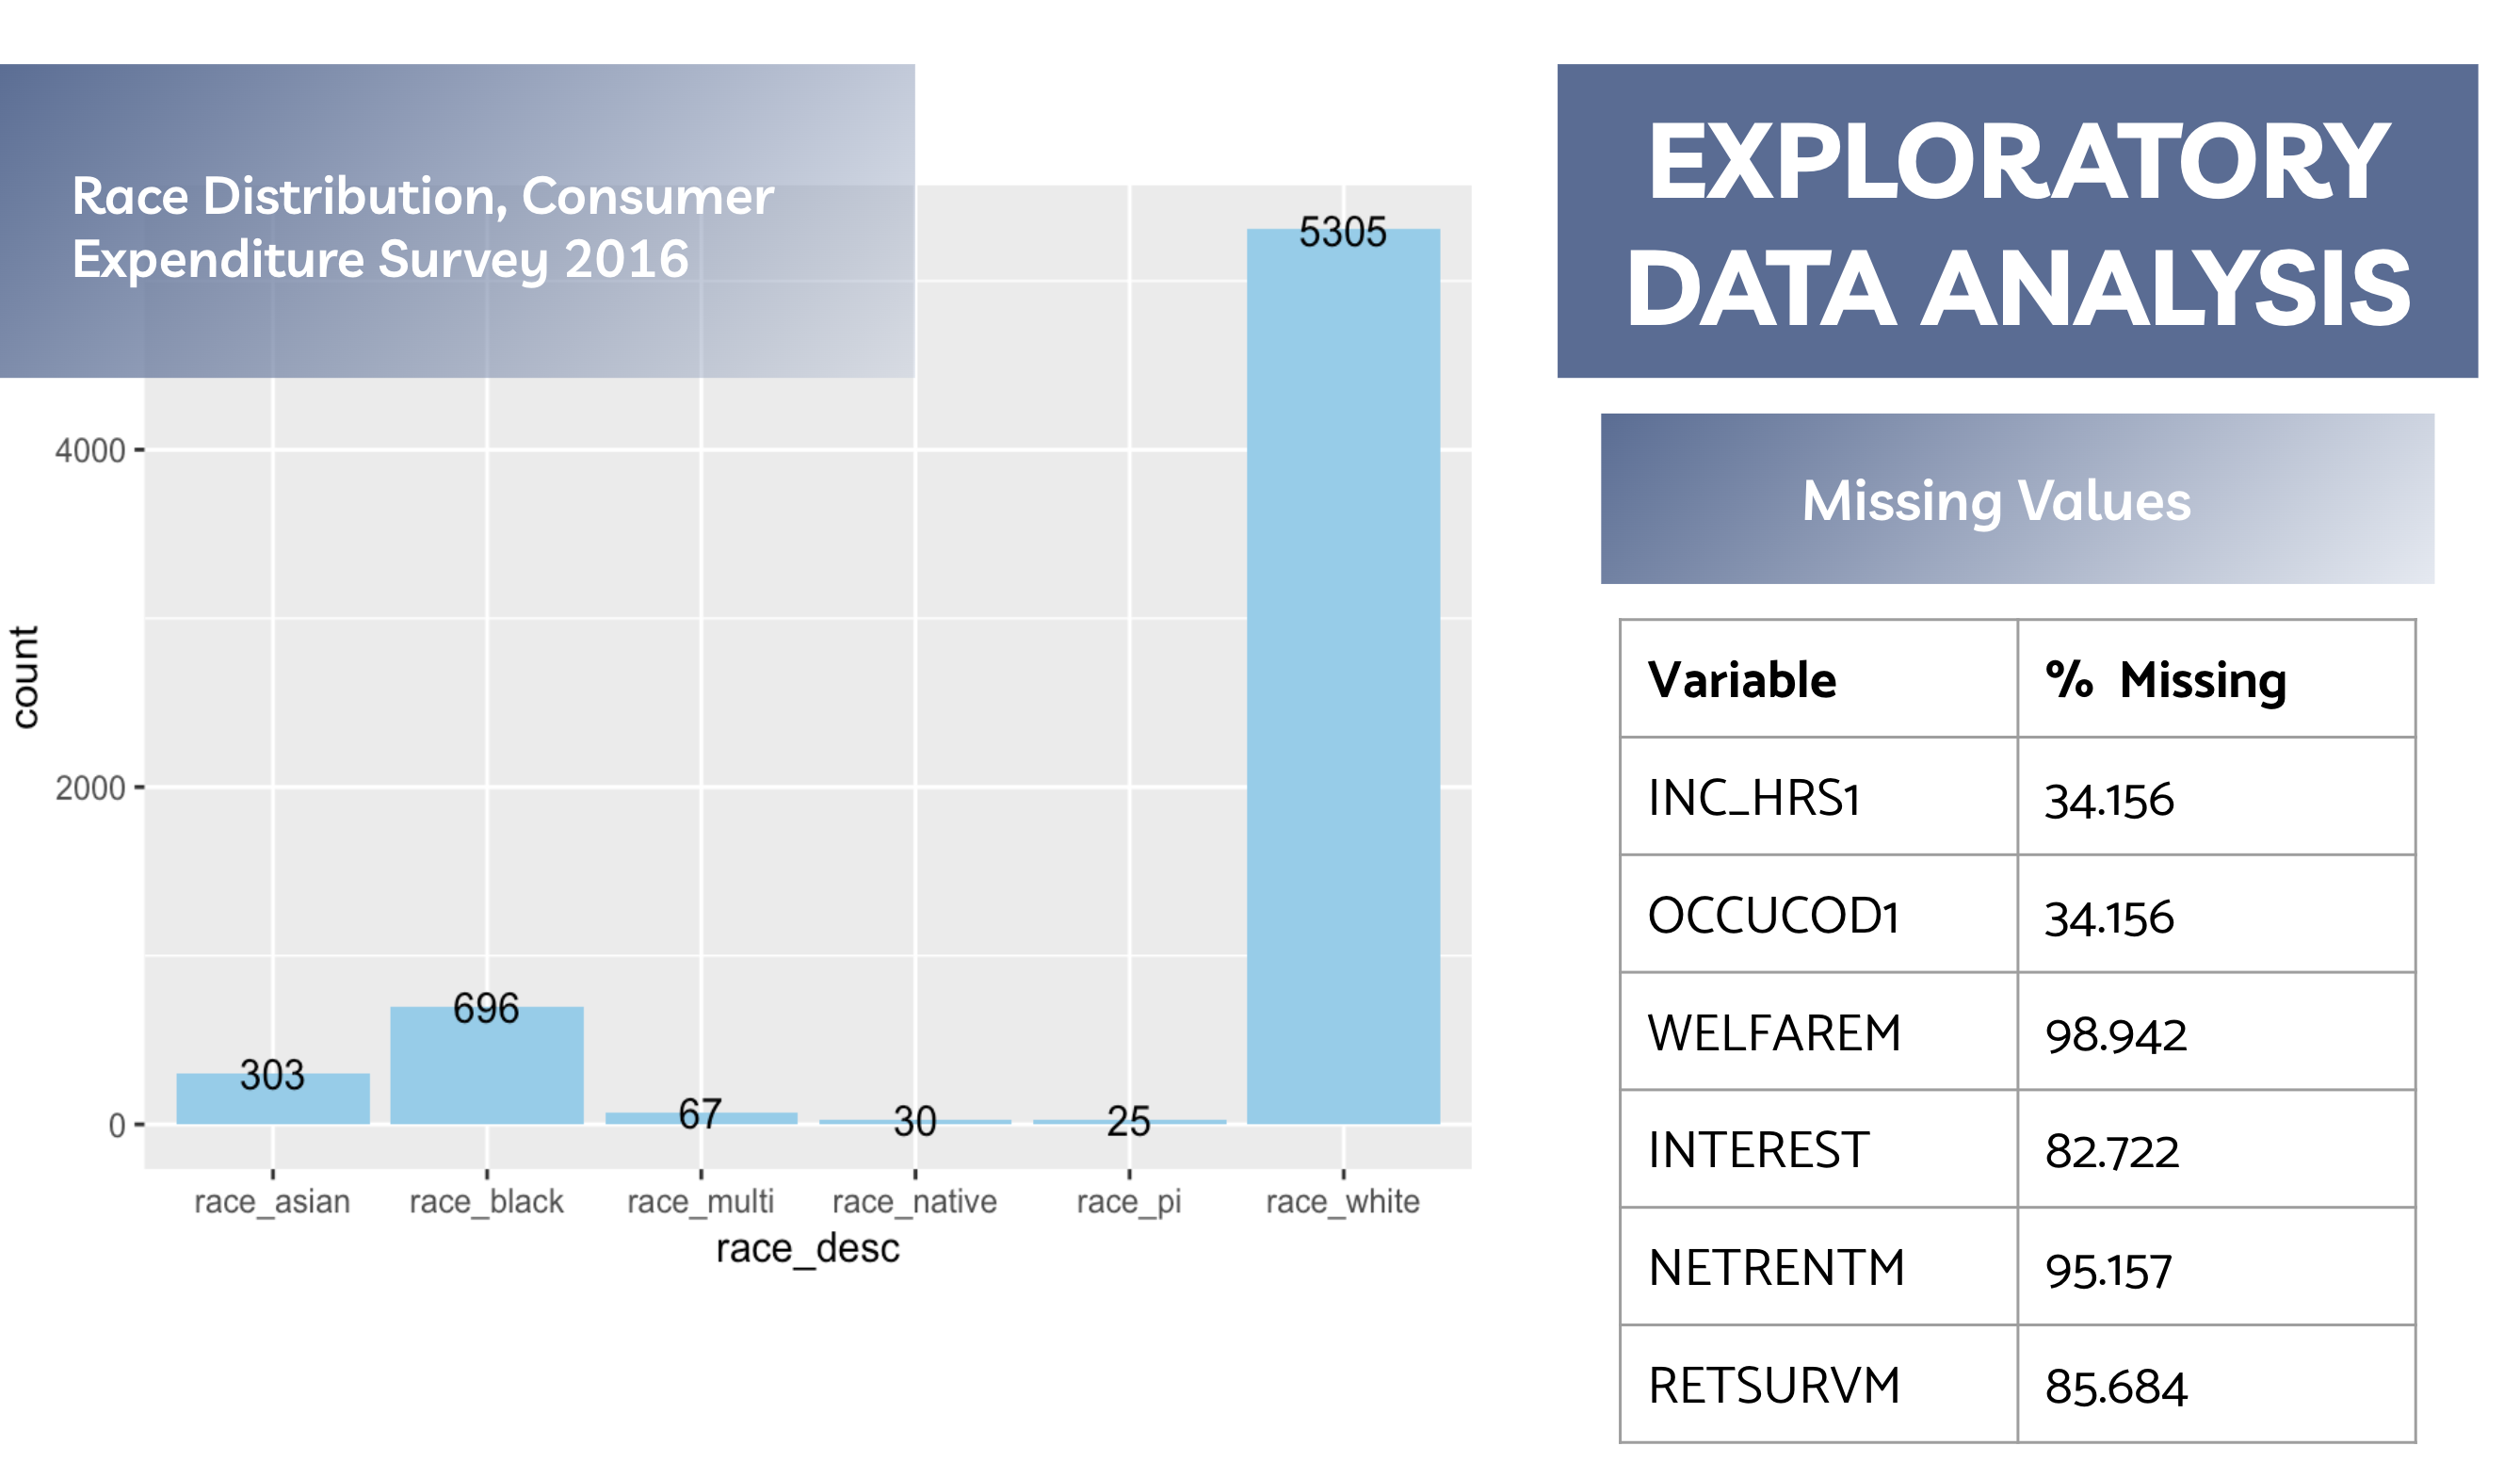 Race Distribution, Consumer
Expenditure Survey 2016
5305
4000
count
2000
696
303
67
30
25
0
race_asian race_black race_multi race_native race_pi race_white
race_desc
EXPLORATORY
DATA ANALYSIS
Missing Values
Variable % Missing
INC_HRS1 34.156
OCCUCOD1 34.156
WELFAREM 98.942
INTEREST 82.722
NETRENTM 95.157
RETSURVM 85.684